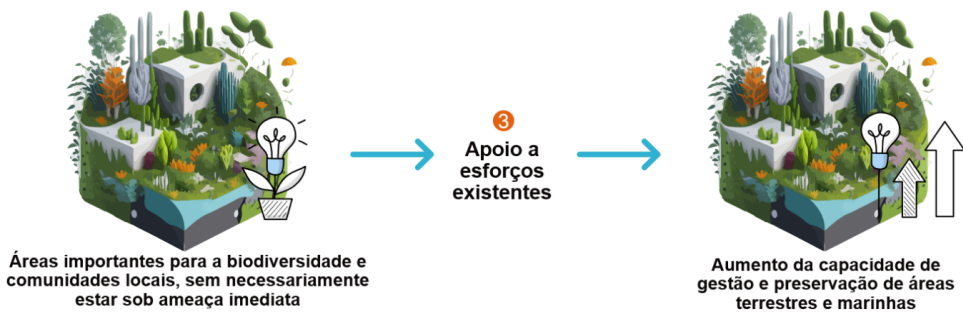 3
Apoio a
esforços
existentes
Áreas importantes para a biodiversidade e
comunidades locais, sem necessariamente
estar sob ameaça imediata
Aumento da capacidade de
gestão e preservação de áreas
terrestres e marinhas